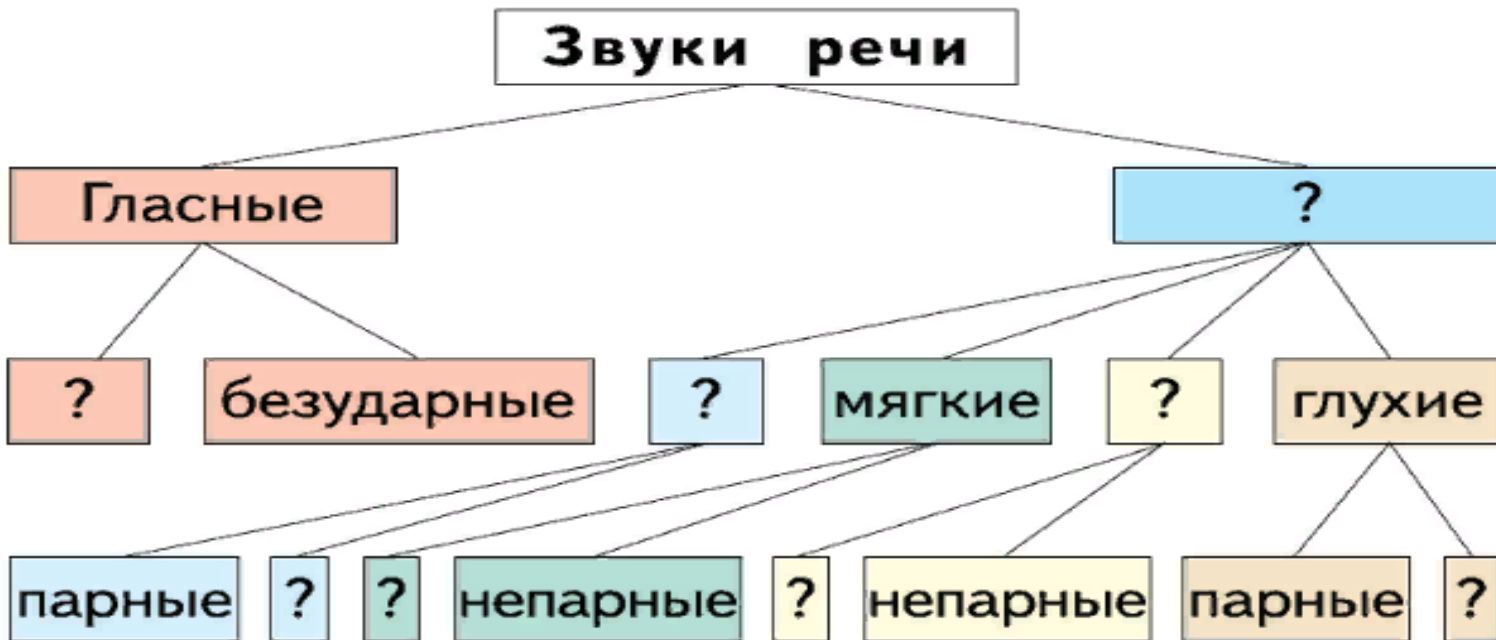 Звуки речи
Гласные ?
? безударные ? мягкие ? глухие
парные ? ? непарные ? непарные парные ?